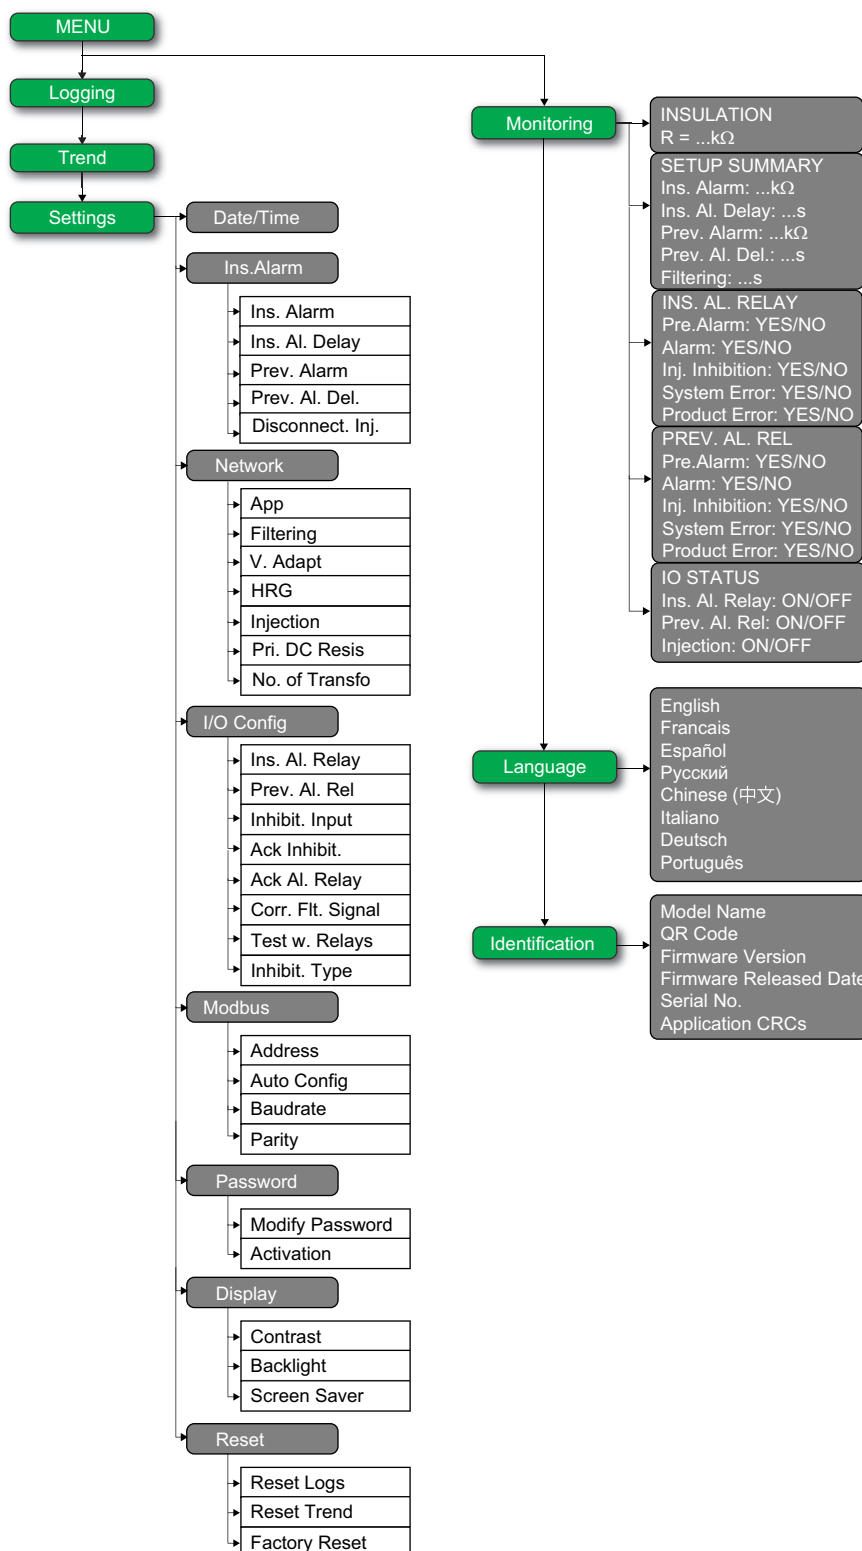 MENU
Logging
Trend
Settings
Date/Time
Ins.Alarm
Ins. Alarm
Ins. Al. Delay
Prev. Alarm
Prev. Al. Del.
Disconnect. Inj.
Network
App
Filtering
V. Adapt
HRG
Injection
Pri. DC Resis
No. of Transfo
I/O Config
Ins. Al. Relay
Prev. Al. Rel
Inhibit. Input
Ack Inhibit.
Ack Al. Relay
Corr. Flt. Signal
Test w. Relays
Inhibit. Type
Modbus
Address
Auto Config
Baudrate
Parity
Password
Modify Password
Activation
Display
Contrast
Backlight
Screen Saver
Reset
Reset Logs
Reset Trend
Factory Reset
Monitoring
INSULATION
R = ...kΩ
SETUP SUMMARY
Ins. Alarm: ...kΩ
Ins. Al. Delay: ...s
Prev. Alarm: ...kΩ
Prev. Al. Del.: ...s
Filtering: ...s
INS. AL. RELAY
Pre.Alarm: YES/NO
Alarm: YES/NO
Inj. Inhibition: YES/NO
System Error: YES/NO
Product Error: YES/NO
PREV. AL. REL
Pre.Alarm: YES/NO
Alarm: YES/NO
Inj. Inhibition: YES/NO
System Error: YES/NO
Product Error: YES/NO
IO STATUS
Ins. Al. Relay: ON/OFF
Prev. Al. Rel: ON/OFF
Injection: ON/OFF
Language
English
Francais
Español
Русский
Chinese (中文)
Italiano
Deutsch
Português
Identification
Model Name
QR Code
Firmware Version
Firmware Released Date
Serial No.
Application CRCs